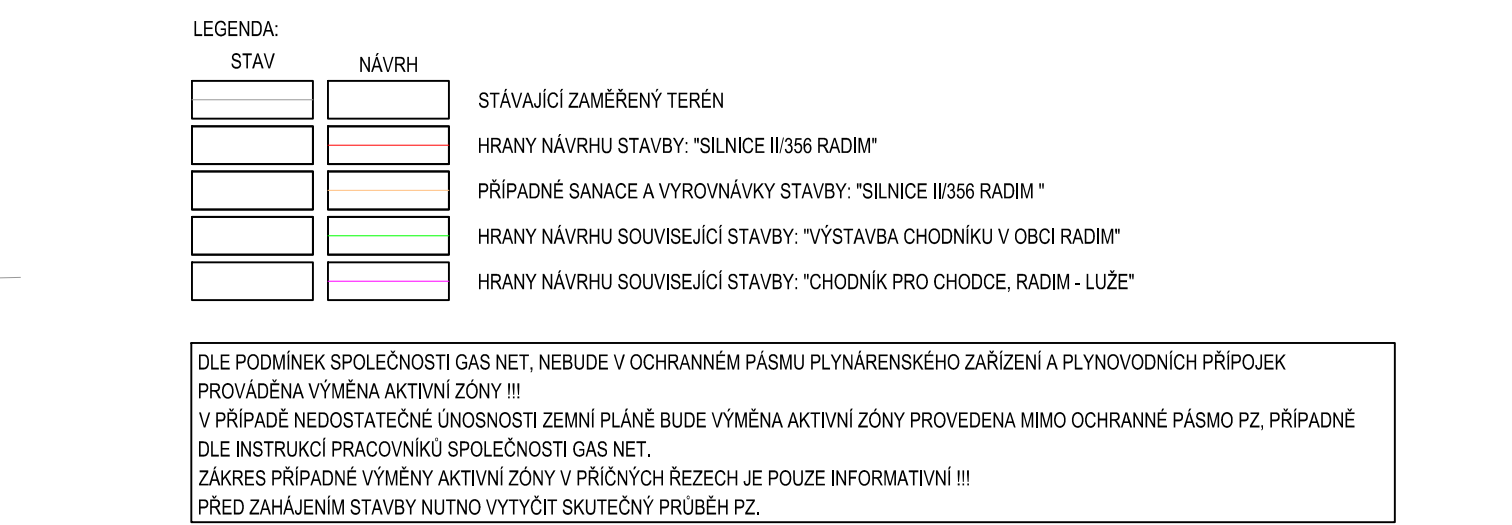 LEGENDA:
STAV NÁVRH
STÁVAJÍCÍ ZAMĚŘENÝ TERÉN
HRANY NÁVRHU STAVBY: "SILNICE II/356 RADIM"
PŘÍPADNÉ SANACE A VYROVNÁVKY STAVBY: "SILNICE II/356 RADIM "
HRANY NÁVRHU SOUVISEJÍCÍ STAVBY: "VÝSTAVBA CHODNÍKU V OBCI RADIM"
HRANY NÁVRHU SOUVISEJÍCÍ STAVBY: "CHODNÍK PRO CHODCE, RADIM - LUŽE"
DLE PODMÍNEK SPOLEČNOSTI GAS NET, NEBUDE V OCHRANNÉM PÁSMU PLYNÁRENSKÉHO ZAŘÍZENÍ A PLYNOVODNÍCH PŘÍPOJEK
PROVÁDĚNA VÝMĚNA AKTIVNÍ ZÓNY !!!
V PŘÍPADĚ NEDOSTATEČNÉ ÚNOSNOSTI ZEMNÍ PLÁNĚ BUDE VÝMĚNA AKTIVNÍ ZÓNY PROVEDENA MIMO OCHRANNÉ PÁSMO PZ, PŘÍPADNĚ
DLE INSTRUKCÍ PRACOVNÍKŮ SPOLEČNOSTI GAS NET.
ZÁKRES PŘÍPADNÉ VÝMĚNY AKTIVNÍ ZÓNY V PŘÍČNÝCH ŘEZECH JE POUZE INFORMATIVNÍ !!!
PŘED ZAHÁJENÍM STAVBY NUTNO VYTYČIT SKUTEČNÝ PRŮBĚH PZ.